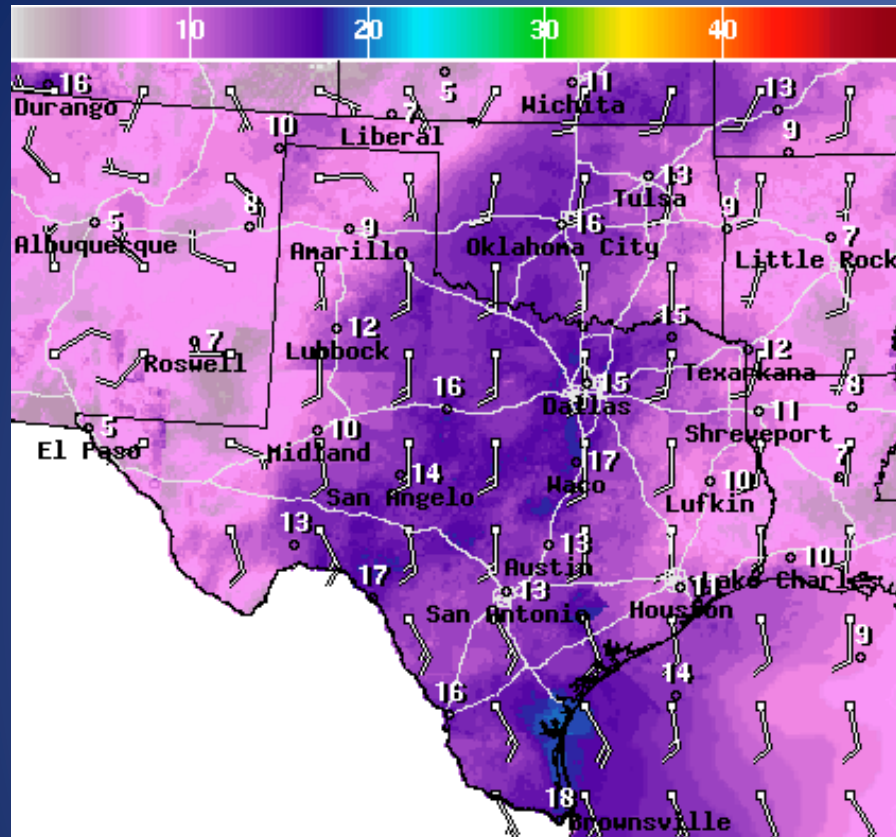 10 20 30 40
16 5 11 13
Durango Wichita
7
Liberal
10 9
13
Tulsa
5 8 9 16 9 7
Albuquerque Amarillo Oklahoma City Little Rock
7 12 15
Roswell Lubbock Texarkana 12
16 15
Dallas 11 8
5 10 Shreveport
El Paso Midland
14 17 10 7
San Angelo Waco Lufkin
13 13 10
Austin Lake Charles
17 13 11
San Antonio Houston
9
16 14
18
Brownsville